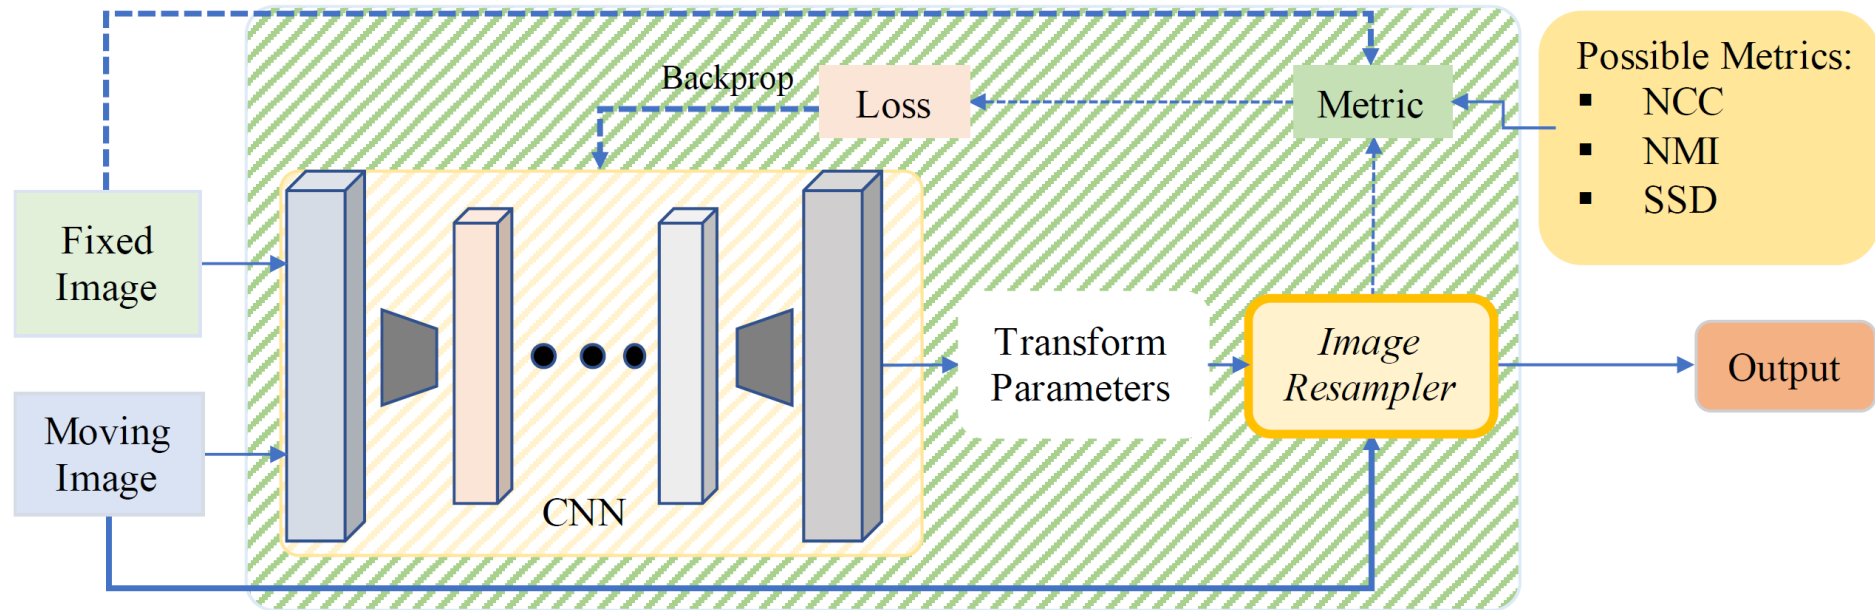 Backprop
Loss
Metric
Possible Metrics:
▪ NCC
▪ NMI
▪ SSD
Fixed
Image
Moving
Image
CNN
Transform
Parameters
Image
Resampler
Output